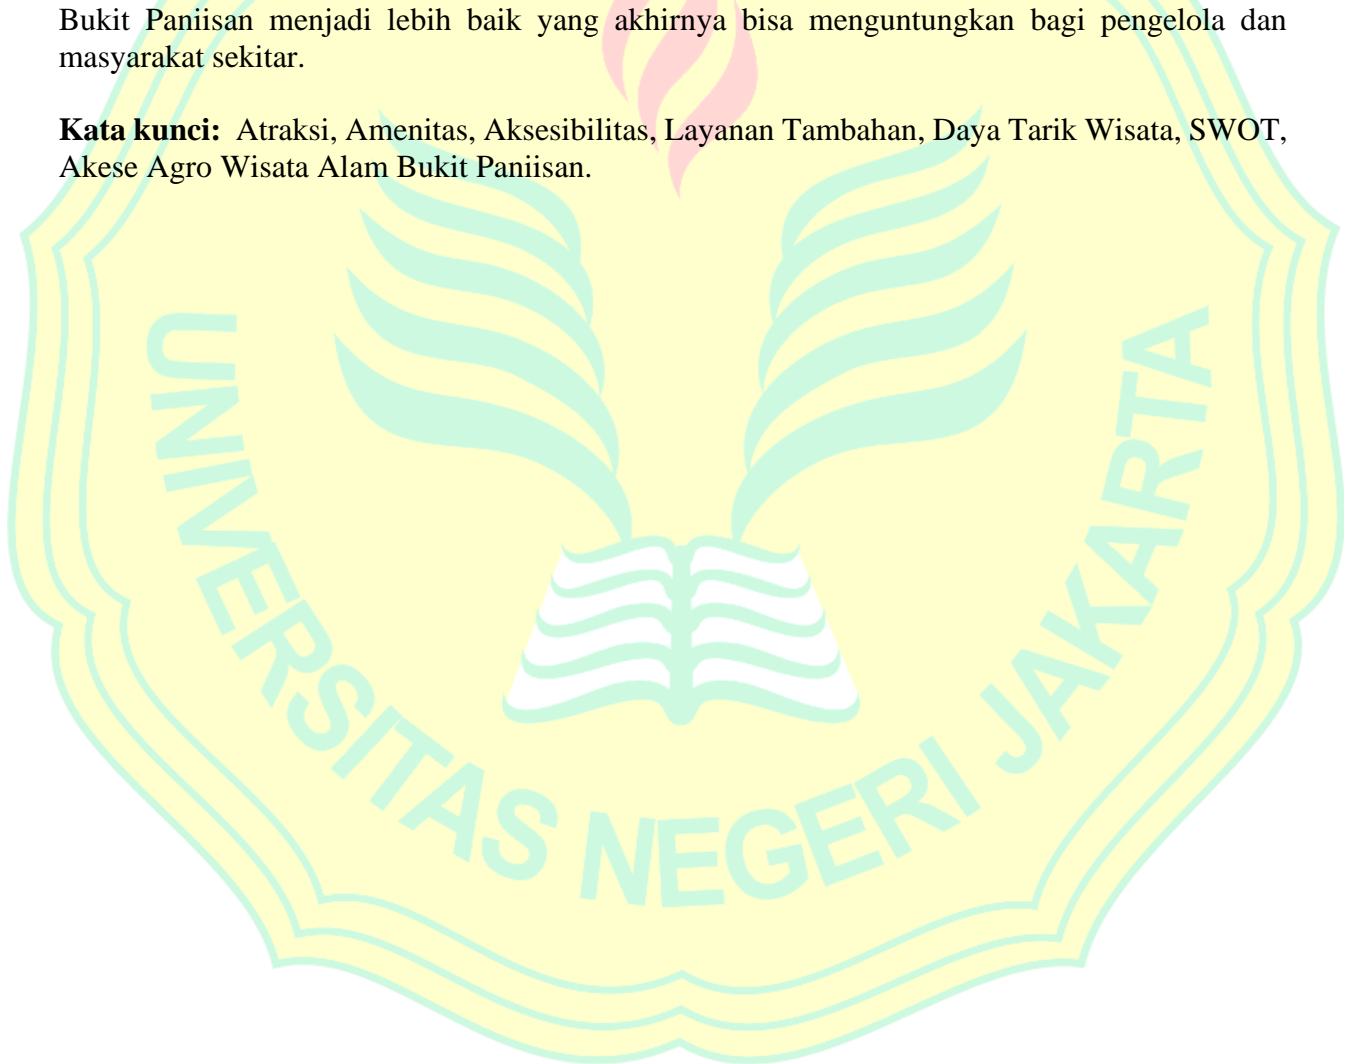 Bukit Paniisan menjadi lebih baik yang akhirnya bisa menguntungkan bagi pengelola dan
masyarakat sekitar.
Kata kunci: Atraksi, Amenitas, Aksesibilitas, Layanan Tambahan, Daya Tarik Wisata, SWOT,
Akese Agro Wisata Alam Bukit Paniisan.
UNIVERSITAS NEGERI JAKARTA